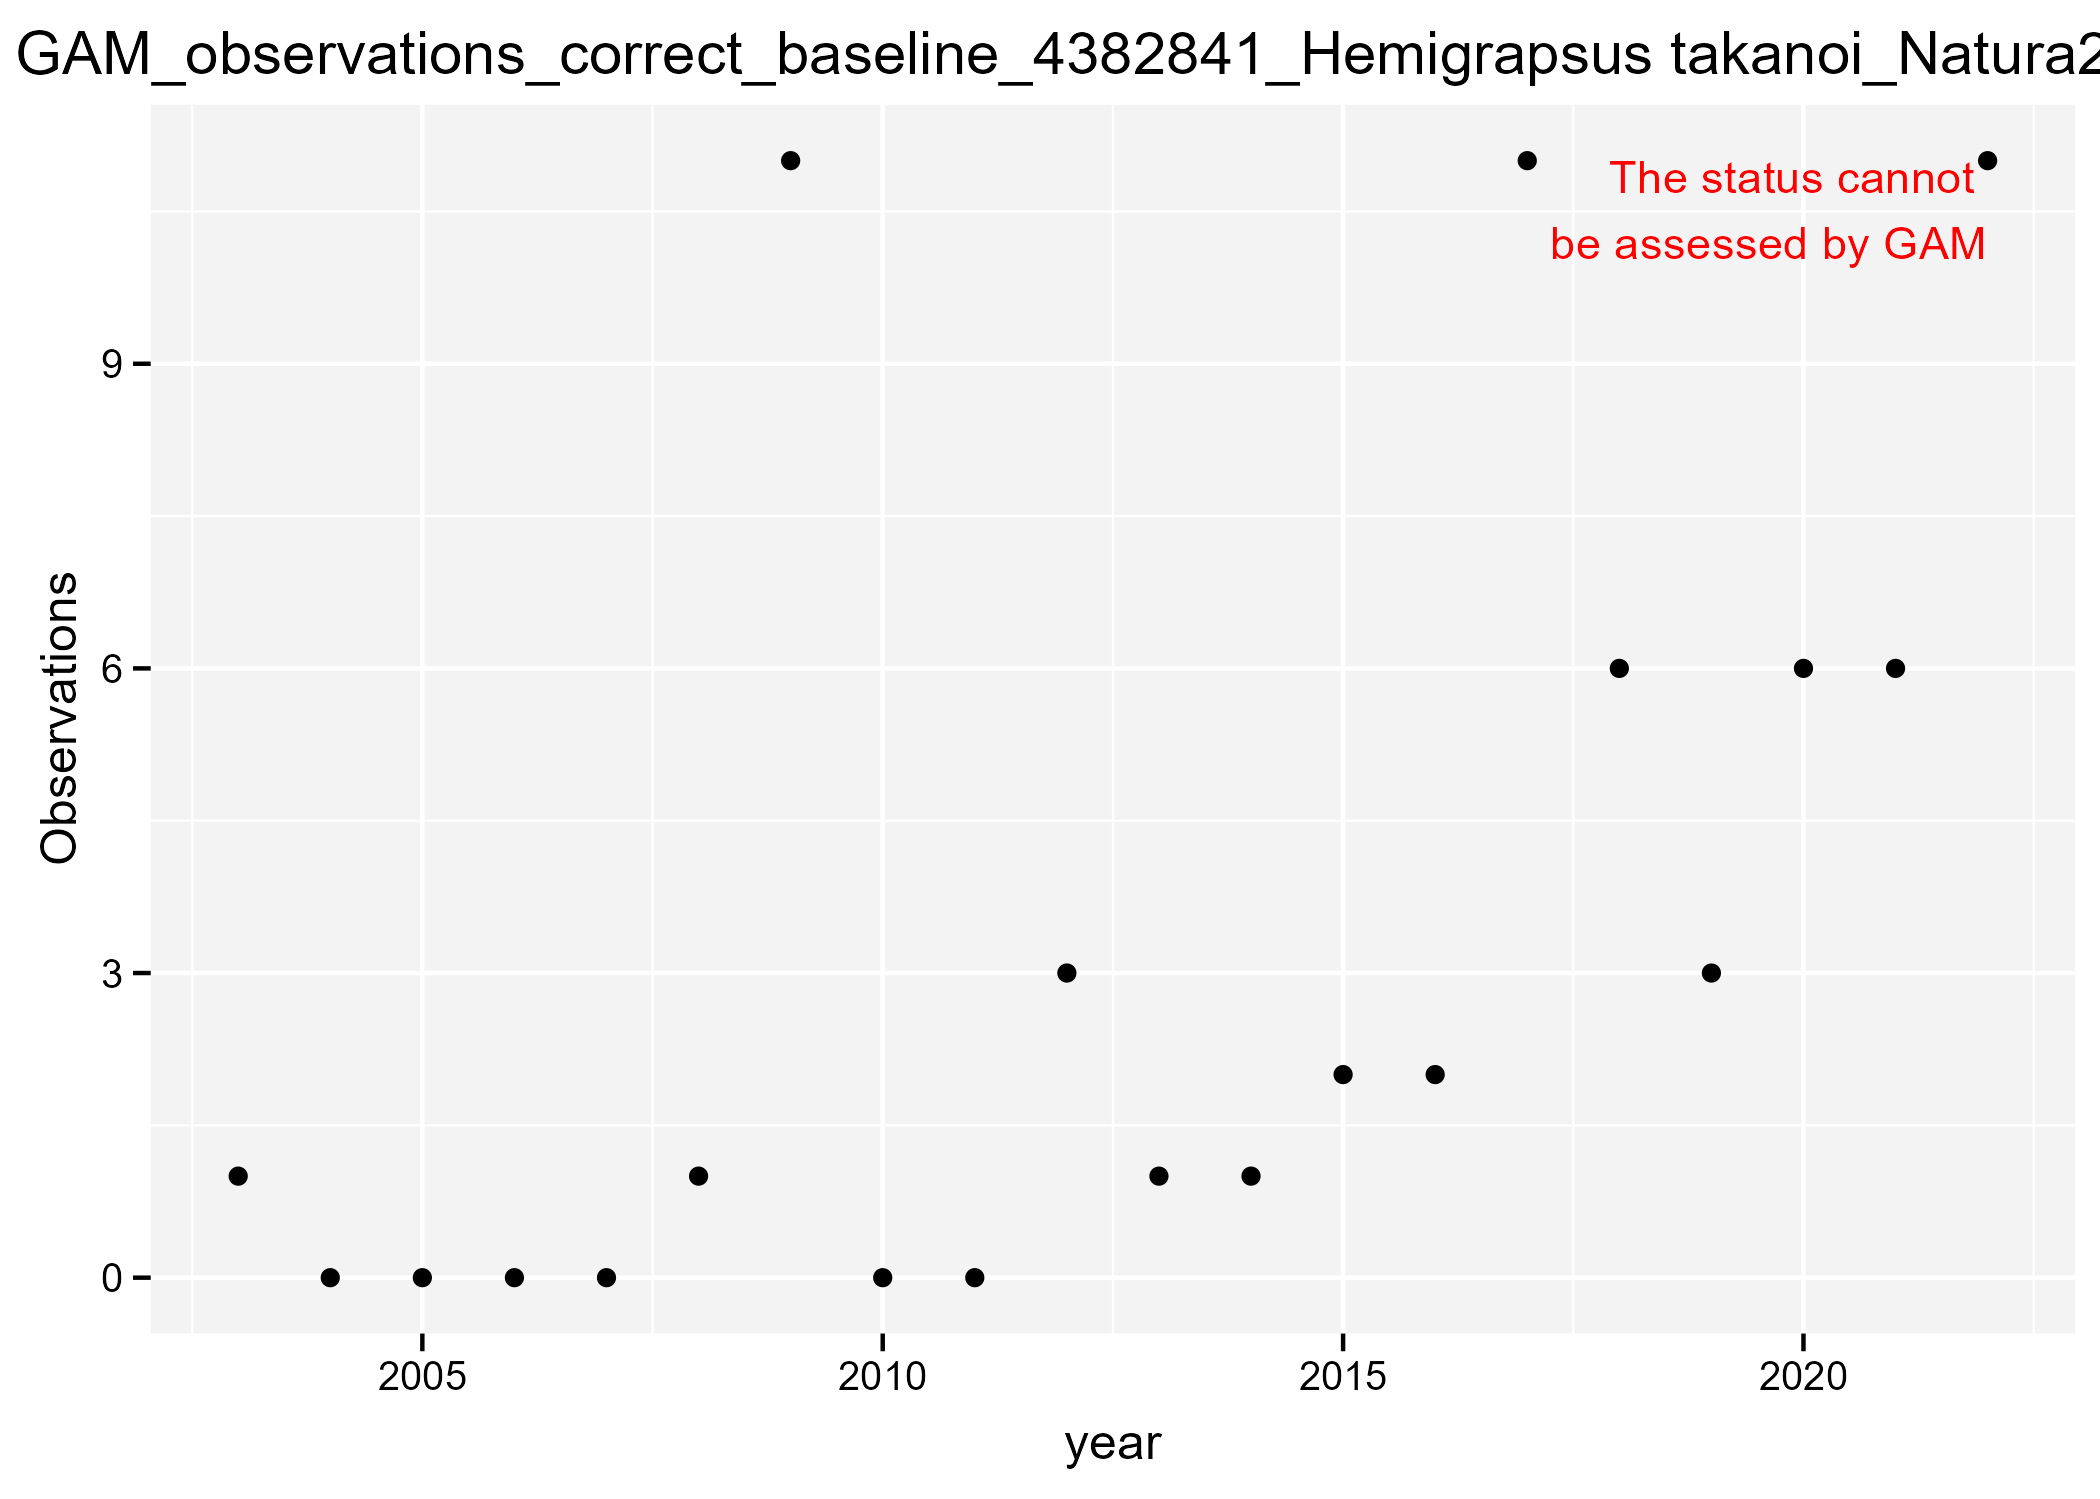 GAM_observations_correct_baseline_4382841_Hemigrapsus takanoi_Natura2
The status cannot
be assessed by GAM
Observations
9
6
3
0
2005
2010
2015
2020
year